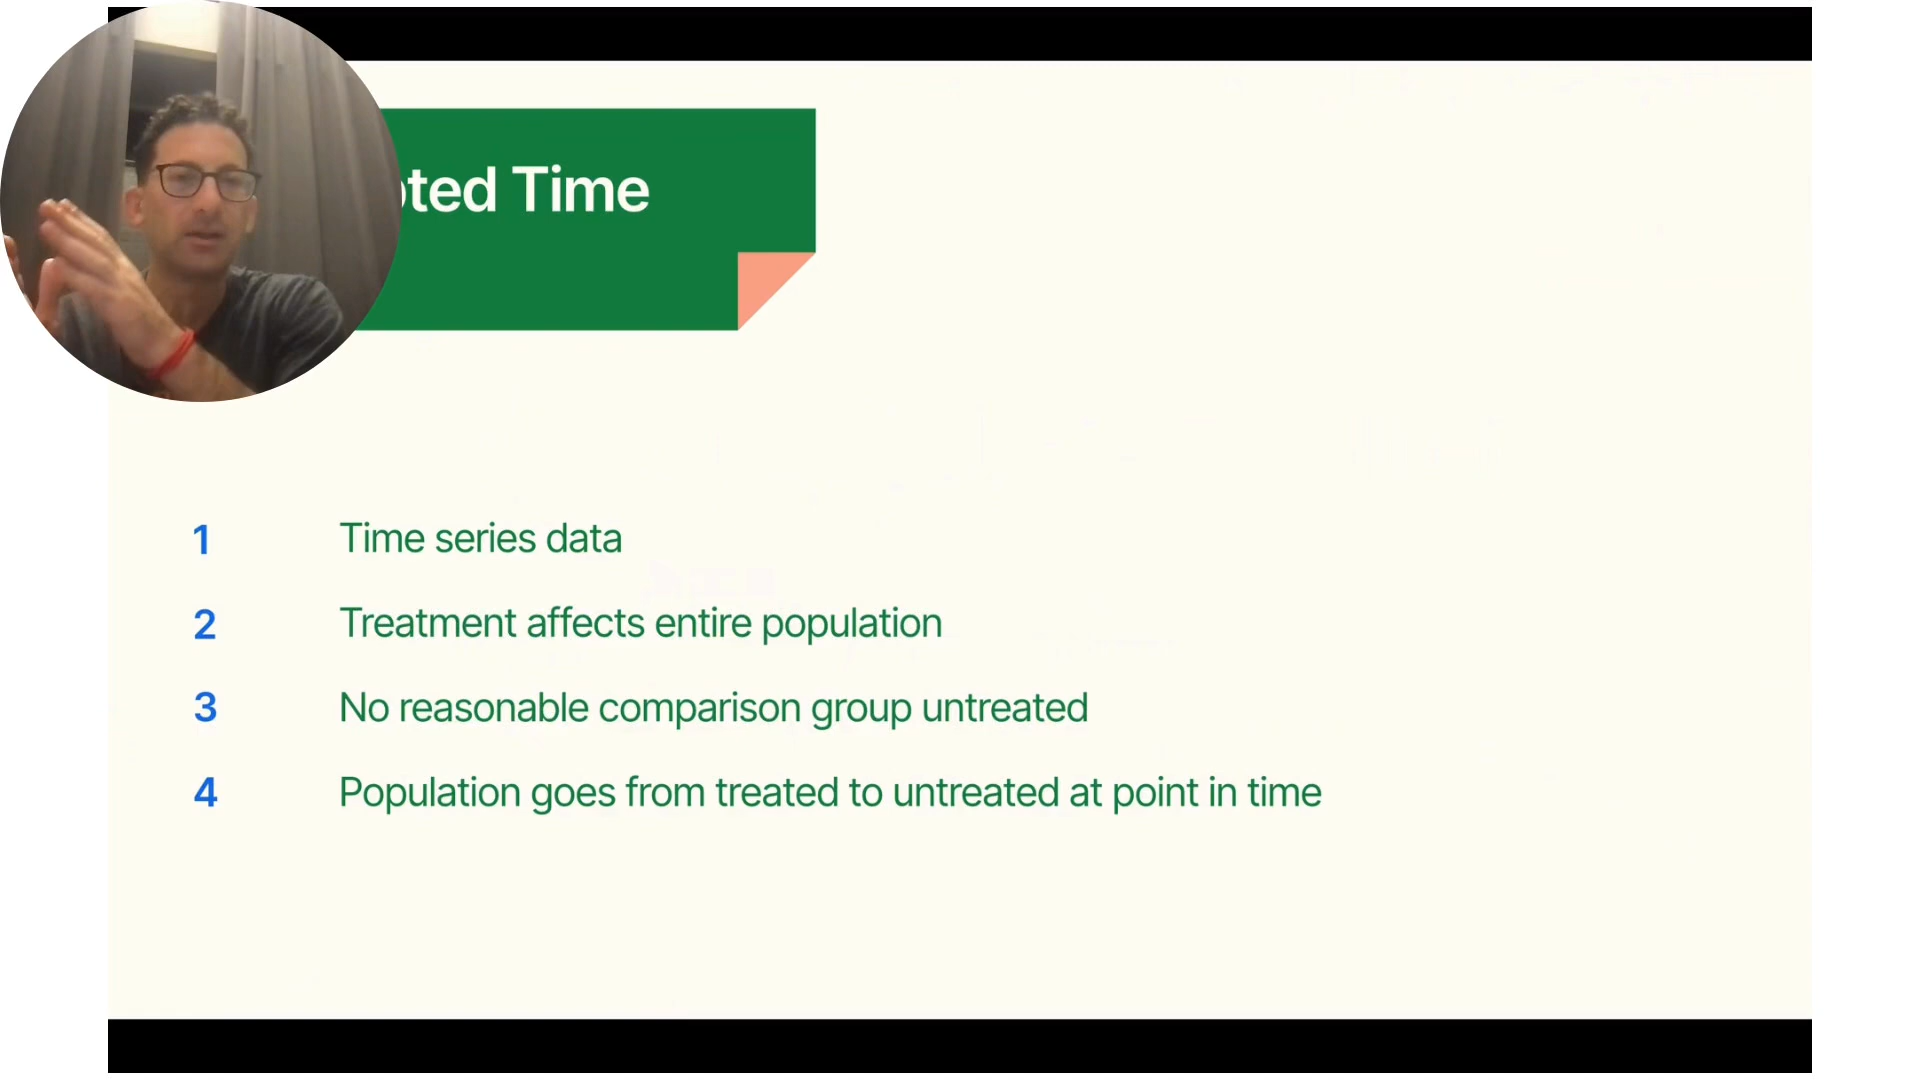 Time
1 Time series data
2 Treatment affects entire population
3 No reasonable comparison group untreated
4 Population goes from treated to untreated at point in time